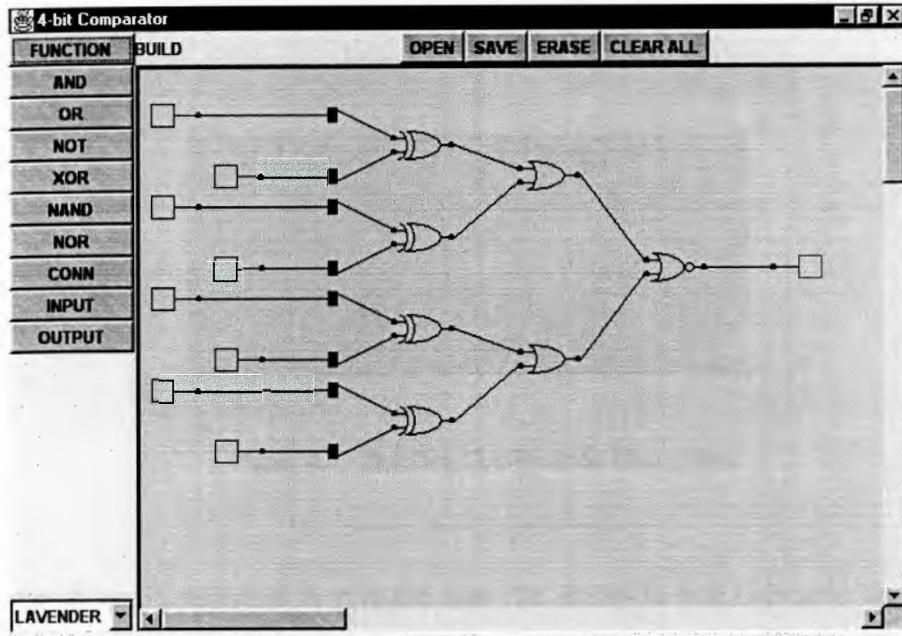 4-bit Comparator
FUNCTION BUILD OPEN SAVE ERASE CLEAR ALL
AND
OR
NOT
XOR
NAND
NOR
CONN
INPUT
OUTPUT
LAVENDER